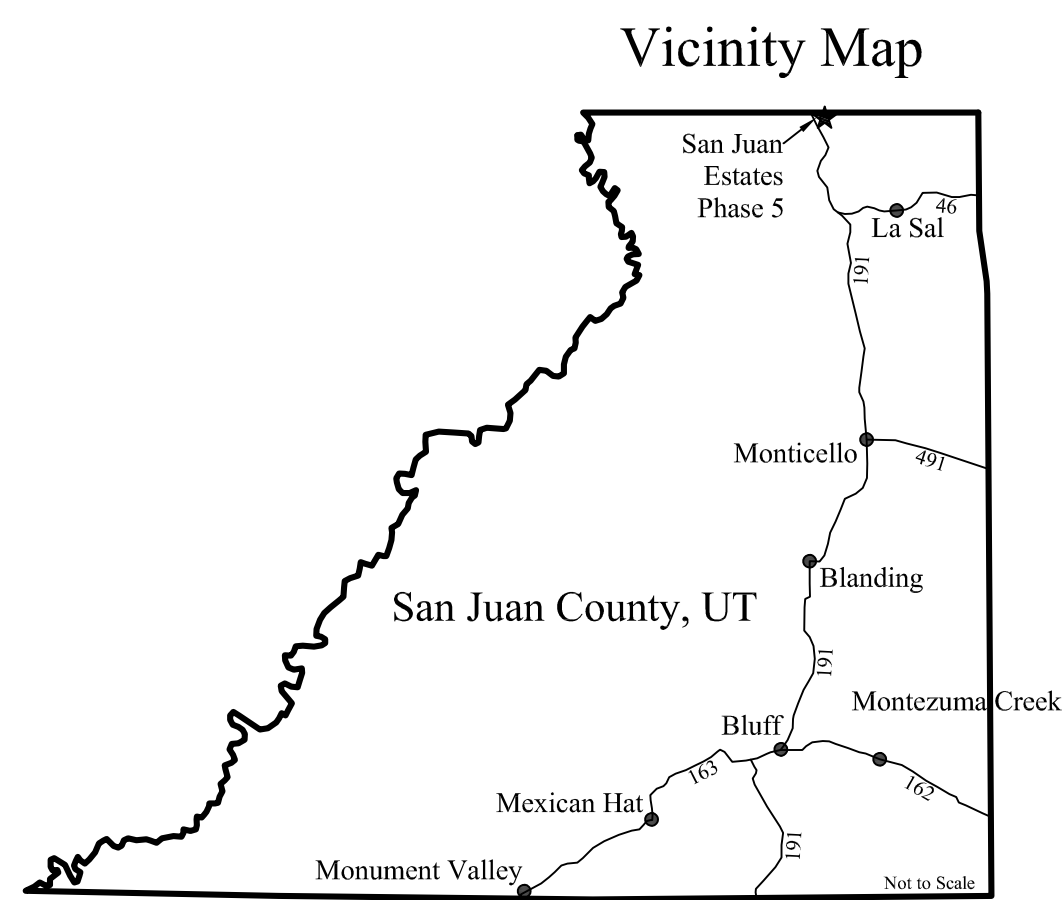 Vicinity Map
San Juan
Estates
Phase 5
46
La Sal
191
Monticello
491
Blanding
San Juan County, UT
191
Montezuma Creek
Bluff
163
162
Mexican Hat
191
Monument Valley
Not to Scale